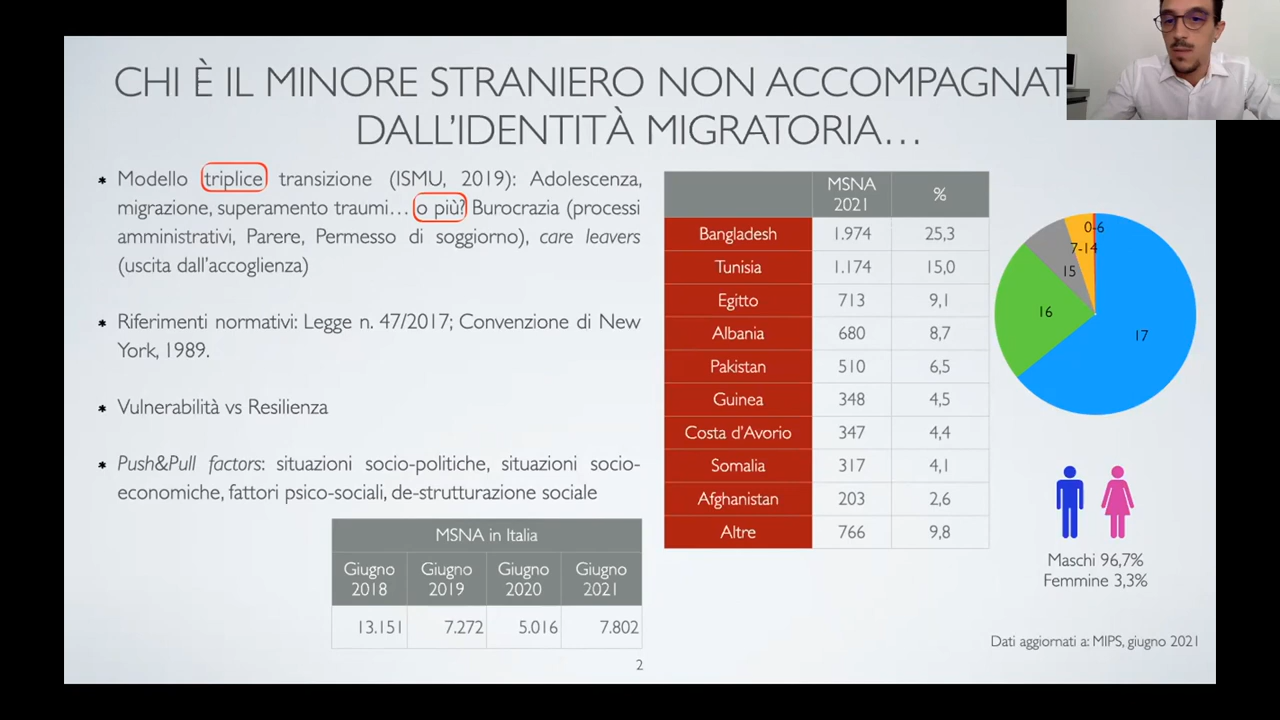 CHI È IL MINORE STRANIERO NON ACCOMPAGNAT
DALL'IDENTITÀ MIGRATORIA…
* Modello triplice transizione (ISMU, 2019): Adolescenza,
migrazione, superamento traumi… o più? Burocrazia (processi
amministrativi, Parere, Permesso di soggiorno), care leavers
(uscita dall'accoglienza)
* Riferimenti normativi: Legge n. 47/2017; Convenzione di New
York, 1989.
* Vulnerabilità vs Resilienza
* Push&Pull factors: situazioni socio-politiche, situazioni socio-
economiche, fattori psico-sociali, de-strutturazione sociale
MSNA in Italia
Giugno 2018 Giugno 2019 Giugno 2020 Giugno 2021
13.151 7.272 5.016 7.802
MSNA 2021 %
Bangladesh 1.974 25,3
Tunisia 1.174 15,0
Egitto 713 9,1
Albania 680 8,7
Pakistan 510 6,5
Guinea 348 4,5
Costa d'Avorio 347 4,4
Somalia 317 4,1
Afghanistan 203 2,6
Altre 766 9,8
0-6
7-14
15
16
17
Maschi 96,7%
Femmine 3,3%
Dati aggiornati a: MIPS, giugno 2021
2